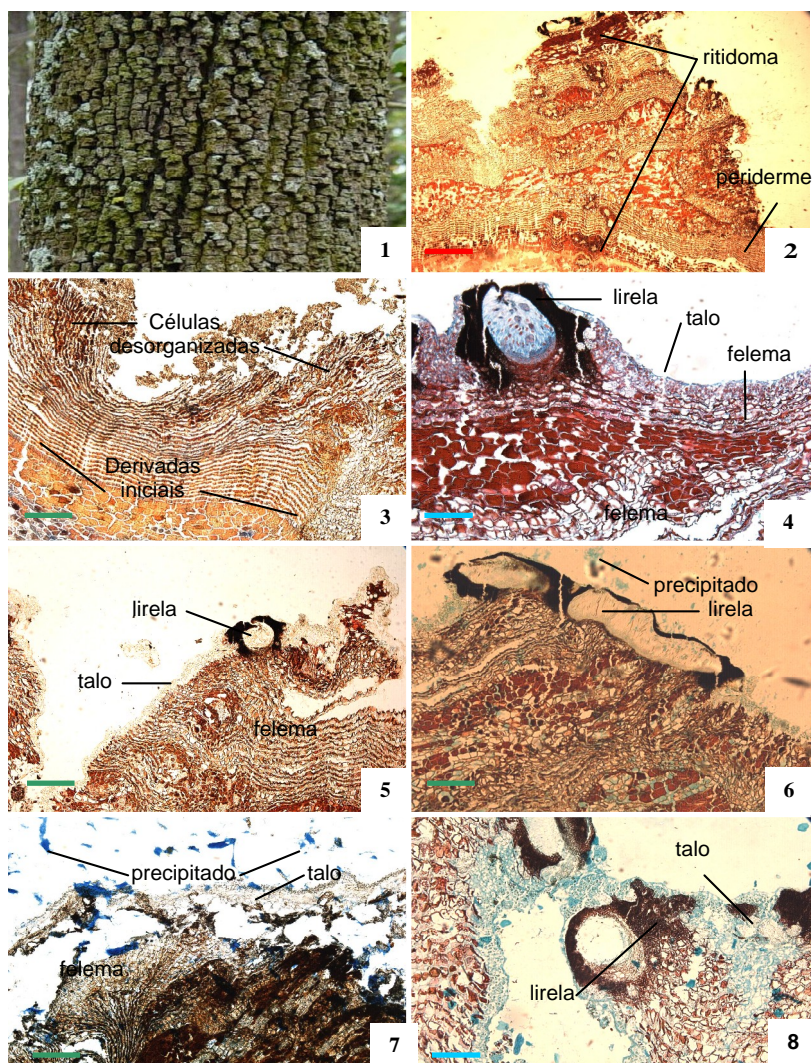 1
ritidoma
periderme
2
Células
desorganizadas
Derivadas
iniciais
3
lirela
talo
felema
felema
4
lirela
talo
felema
5
precipitado
lirela
6
precipitado
talo
felema
7
talo
lirela
8